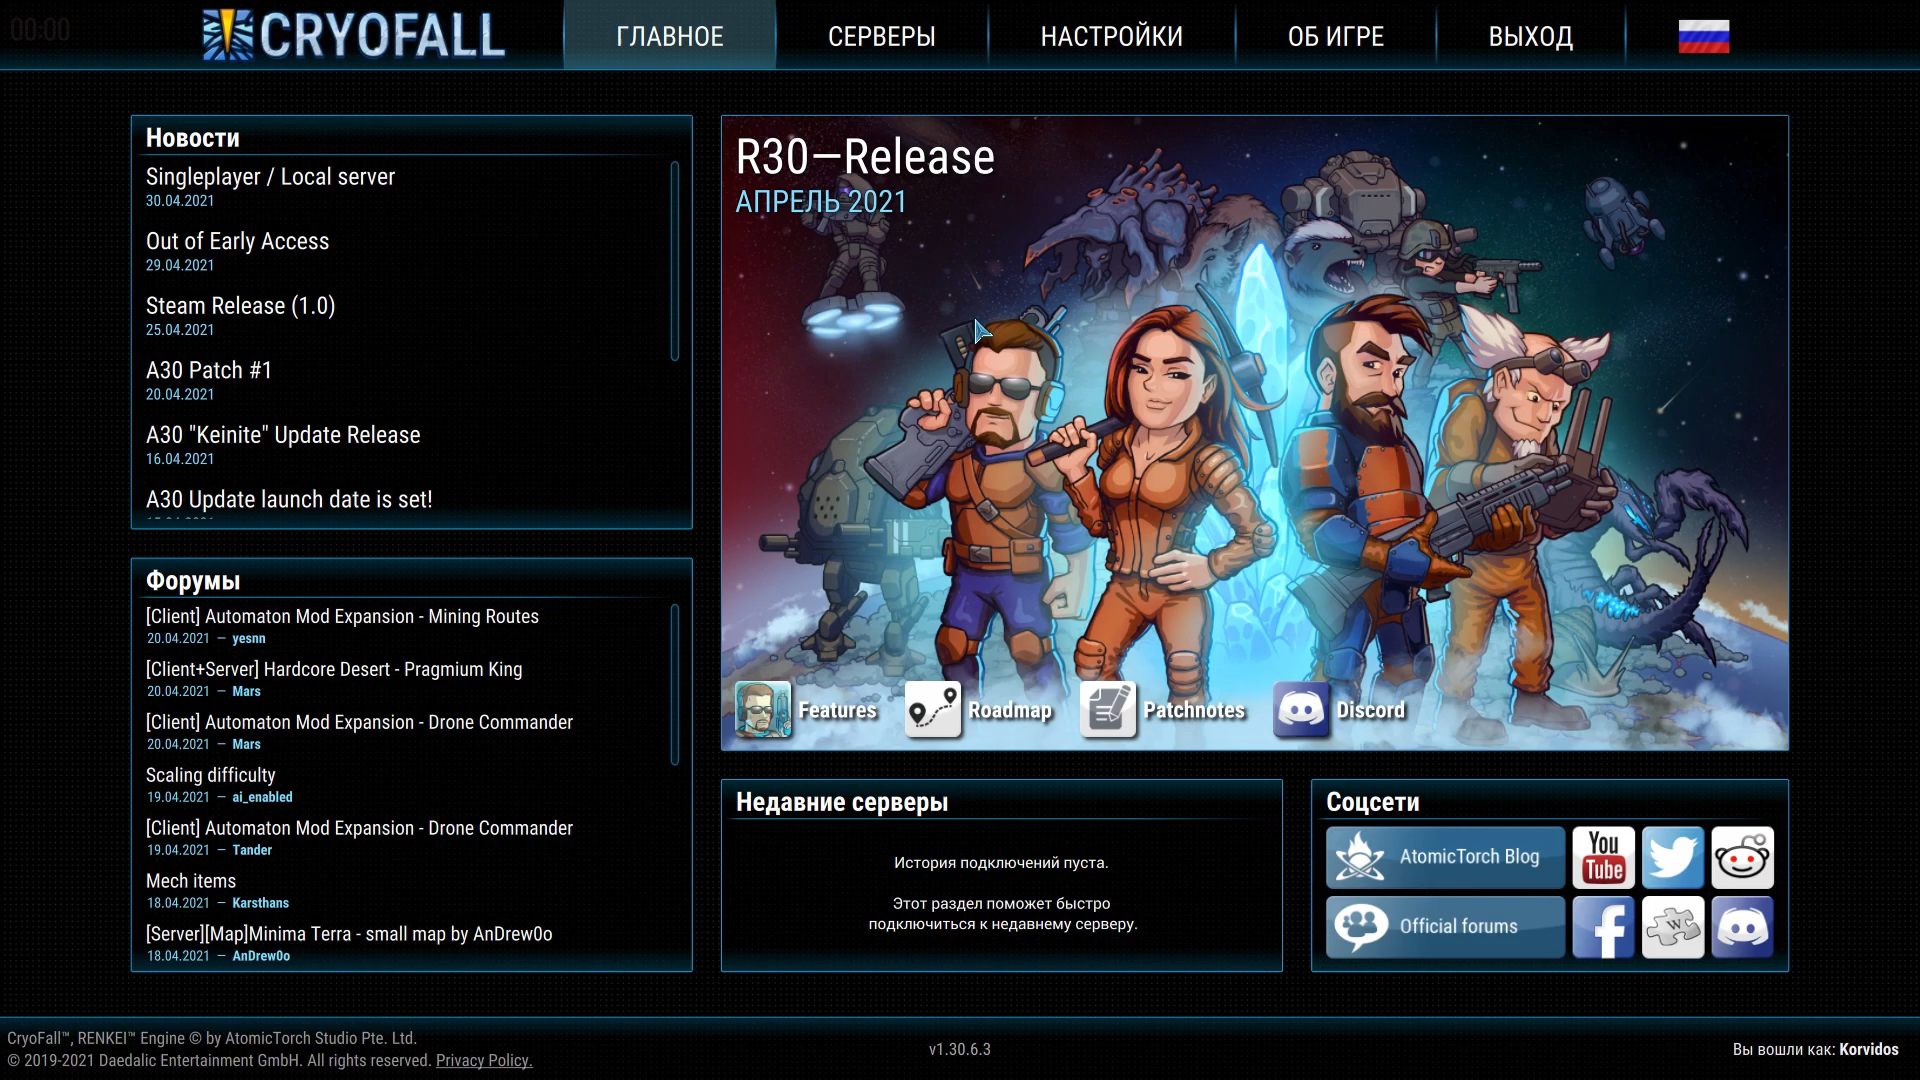 00:00
CRYOFALL
ГЛАВНОЕ
СЕРВЕРЫ
НАСТРОЙКИ
ОБ ИГРЕ
ВЫХОД
Новости
Singleplayer / Local server
30.04.2021
Out of Early Access
29.04.2021
Steam Release (1.0)
25.04.2021
A30 Patch #1
20.04.2021
A30 "Keinite" Update Release
16.04.2021
A30 Update launch date is set!
Форумы
[Client] Automaton Mod Expansion - Mining Routes
20.04.2021 — yesnn
[Client+Server] Hardcore Desert - Pragmium King
20.04.2021 — Mars
[Client] Automaton Mod Expansion - Drone Commander
20.04.2021 — Mars
Scaling difficulty
19.04.2021 — ai_enabled
[Client] Automaton Mod Expansion - Drone Commander
19.04.2021 — Tander
Mech items
18.04.2021 — Karsthans
[Server][Map]Minima Terra - small map by AnDrew0o
18.04.2021 — AnDrew0o
R30—Release
АПРЕЛЬ 2021
Features
Roadmap
Patchnotes
Discord
Недавние серверы
История подключений пуста.
Этот раздел поможет быстро
подключиться к недавнему серверу.
Соцсети
AtomicTorch Blog
You
Tube
Official forums
W
CryoFall™, RENKEI™ Engine © by AtomicTorch Studio Pte. Ltd.
© 2019-2021 Daedalic Entertainment GmbH. All rights reserved. Privacy Policy.
v1.30.6.3
Вы вошли как: Korvidos